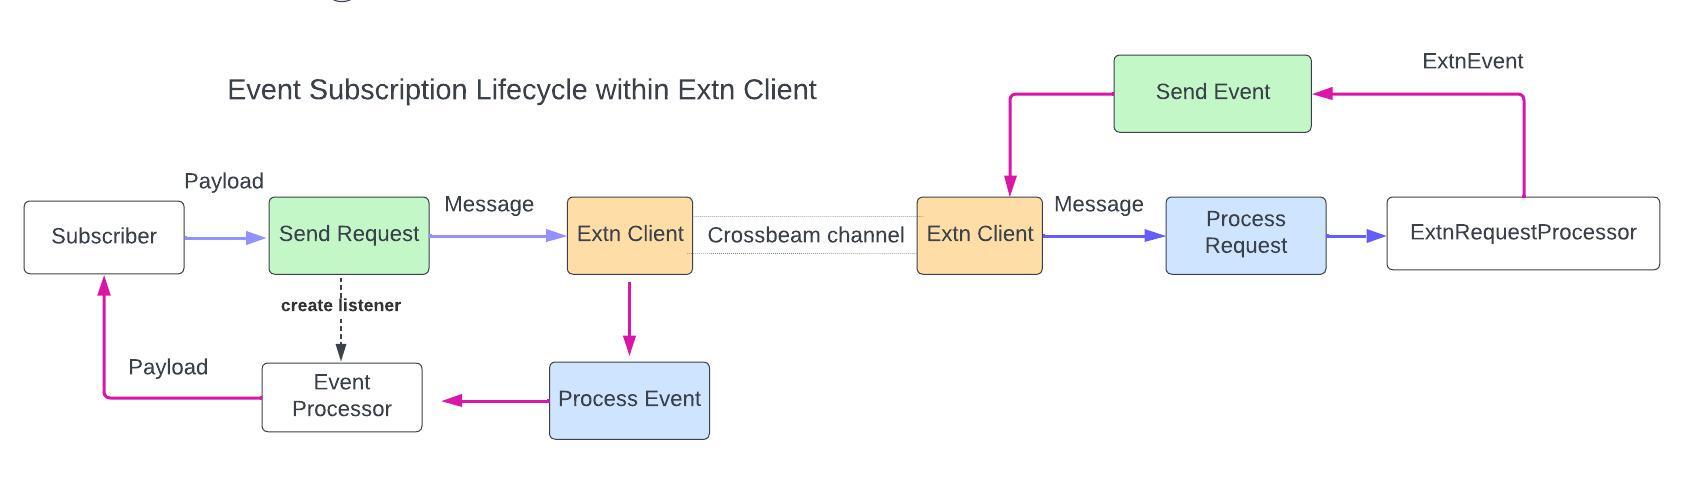 ExtnEvent
Event Subscription Lifecycle within Extn Client
Send Event
Payload
Message
Message
Subscriber
Send Request
Extn Client
Crossbeam channel
Extn Client
Process
Request
ExtnRequestProcessor
create listener
Payload
Event
Processor
Process Event